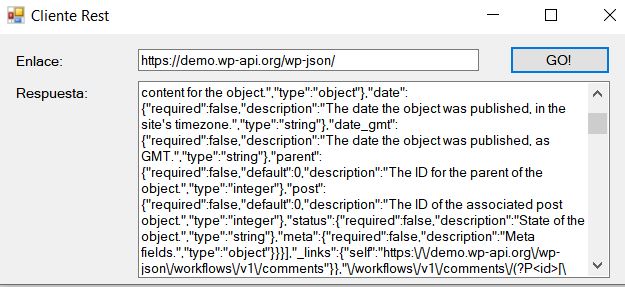 Cliente Rest
Enlace:
https://demo.wp-api.org/wp-json/
GO!
Respuesta:
content for the object.","type":"object"},"date":
{"required":false,"description":"The date the object was published, in the
site's timezone.","type":"string"},"date_gmt":
{"required":false,"description":"The date the object was published, as
GMT.","type":"string"},"parent":
{"required":false,"default":0,"description":"The ID for the parent of the
object.","type":"integer"},"post":
{"required":false,"default":0,"description":"The ID of the associated post
object.","type":"integer"},"status":{"required":false,"description":"State of the
object.","type":"string"},"meta":{"required":false,"description":"Meta
fields.","type":"object"}}}],"_links":{"self":"https:\/\/demo.wp-api.org\/wp-
json\/workflows\/v1\/comments"}},"\/workflows\/v1\/comments\/(?P<id>[\